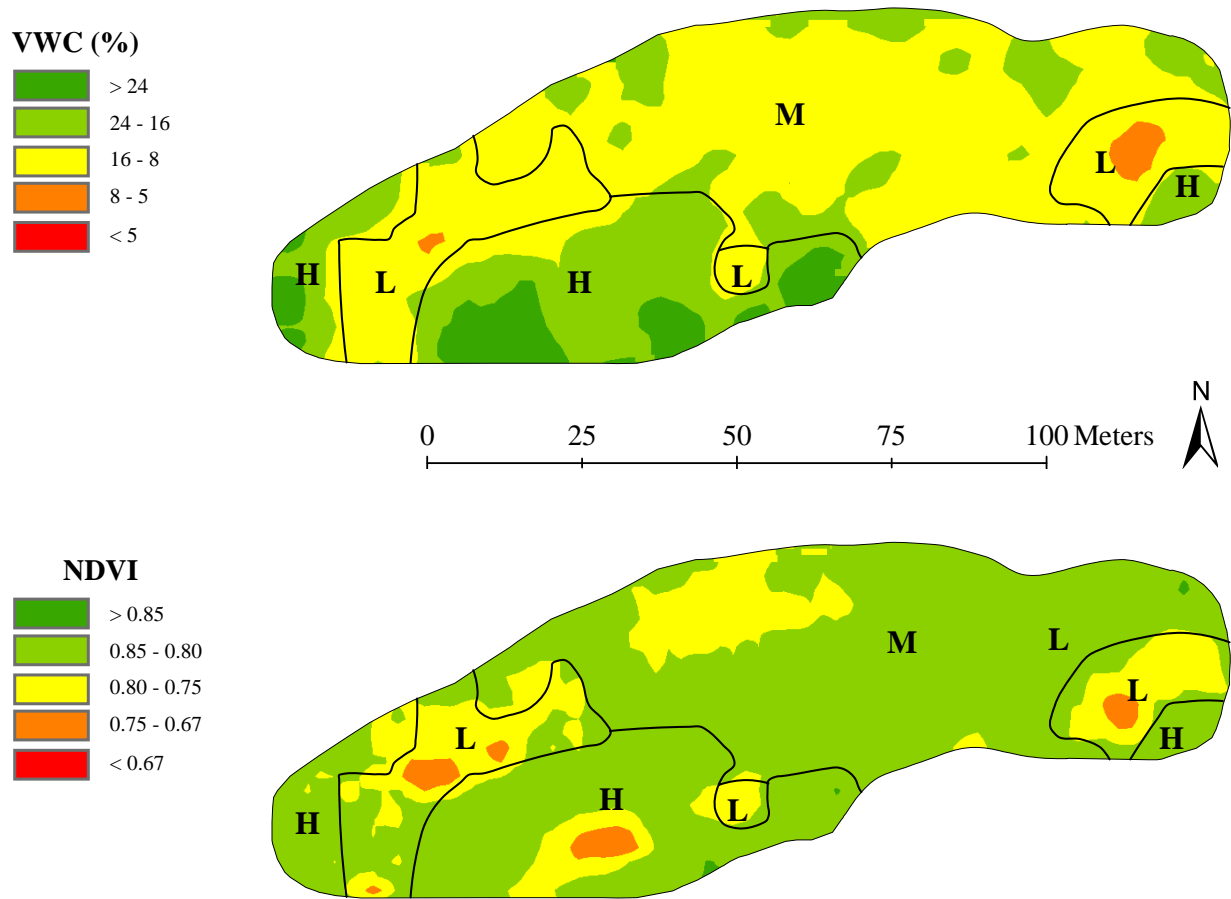 VWC (%)
> 24
24 - 16
16 - 8
8 - 5
< 5
M
L
H
H
L
H
L
N
0 25 50 75 100 Meters
NDVI
> 0.85
0.85 - 0.80
0.80 - 0.75
0.75 - 0.67
< 0.67
M
L
L
L
H
H
L
H